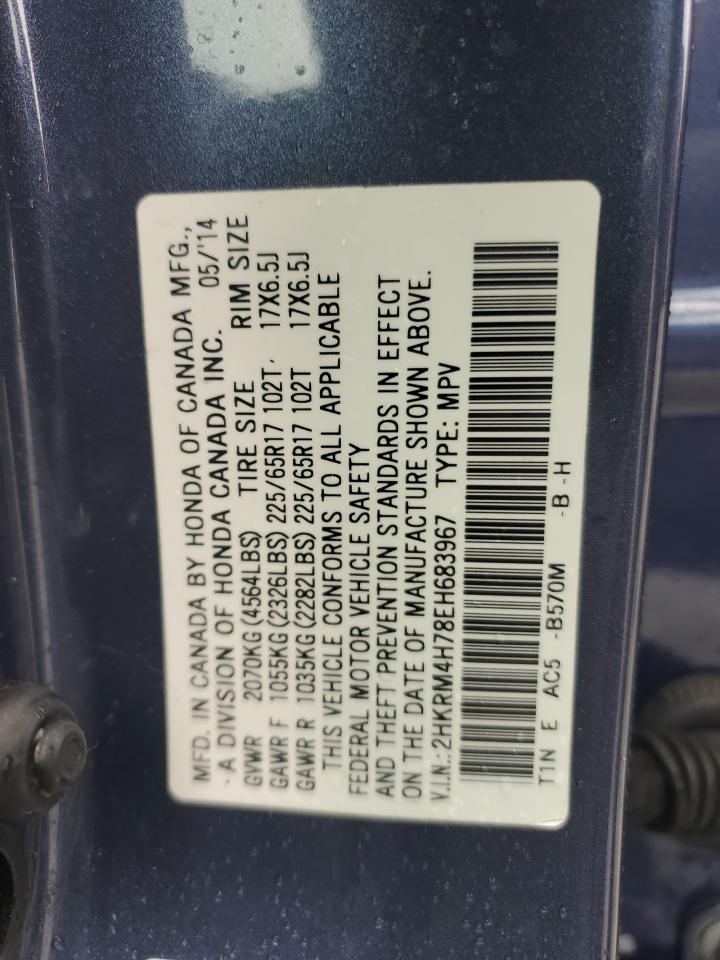 MFD. IN CANADA BY HONDA OF CANADA MFG.,
- A DIVISION OF HONDA CANADA INC. 05/'14
GVWR 2070KG(4564LBS) TIRE SIZE RIM SIZE
GAWR F 1055KG(2326LBS) 225/65R17 102T, 17X6.5J
GAWR R 1035KG(2282LBS) 225/65R17 102T 17X6.5J
THIS VEHICLE CONFORMS TO ALL APPLICABLE
FEDERAL MOTOR VEHICLE SAFETY
AND THEFT PREVENTION STANDARDS IN EFFECT
ON THE DATE OF MANUFACTURE SHOWN ABOVE.
V.I.N.:2HKRM4H78EH683967 TYPE: MPV
T1N E AC5 -B570M -B -H